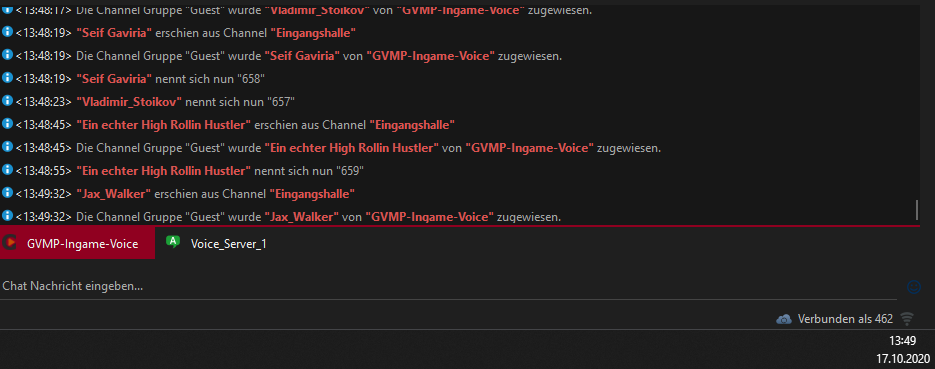 <13:48:17> Die Channel Gruppe "Guest" wurde "Vladimir_Stoikov" von "GVMP-Ingame-Voice" zugewiesen.
<13:48:19> "Seif Gaviria" erschien aus Channel "Eingangshalle"
<13:48:19> Die Channel Gruppe "Guest" wurde "Seif Gaviria" von "GVMP-Ingame-Voice" zugewiesen.
<13:48:19> "Seif Gaviria" nennt sich nun "658"
<13:48:23> "Vladimir_Stoikov" nennt sich nun "657"
<13:48:45> "Ein echter High Rollin Hustler" erschien aus Channel "Eingangshalle"
<13:48:45> Die Channel Gruppe "Guest" wurde "Ein echter High Rollin Hustler" von "GVMP-Ingame-Voice" zugewiesen.
<13:48:55> "Ein echter High Rollin Hustler" nennt sich nun "659"
<13:49:32> "Jax_Walker" erschien aus Channel "Eingangshalle"
<13:49:32> Die Channel Gruppe "Guest" wurde "Jax_Walker" von "GVMP-Ingame-Voice" zugewiesen.
GVMP-Ingame-Voice A Voice_Server_1
Chat Nachricht eingeben...
Verbunden als 462
13:49
17.10.2020